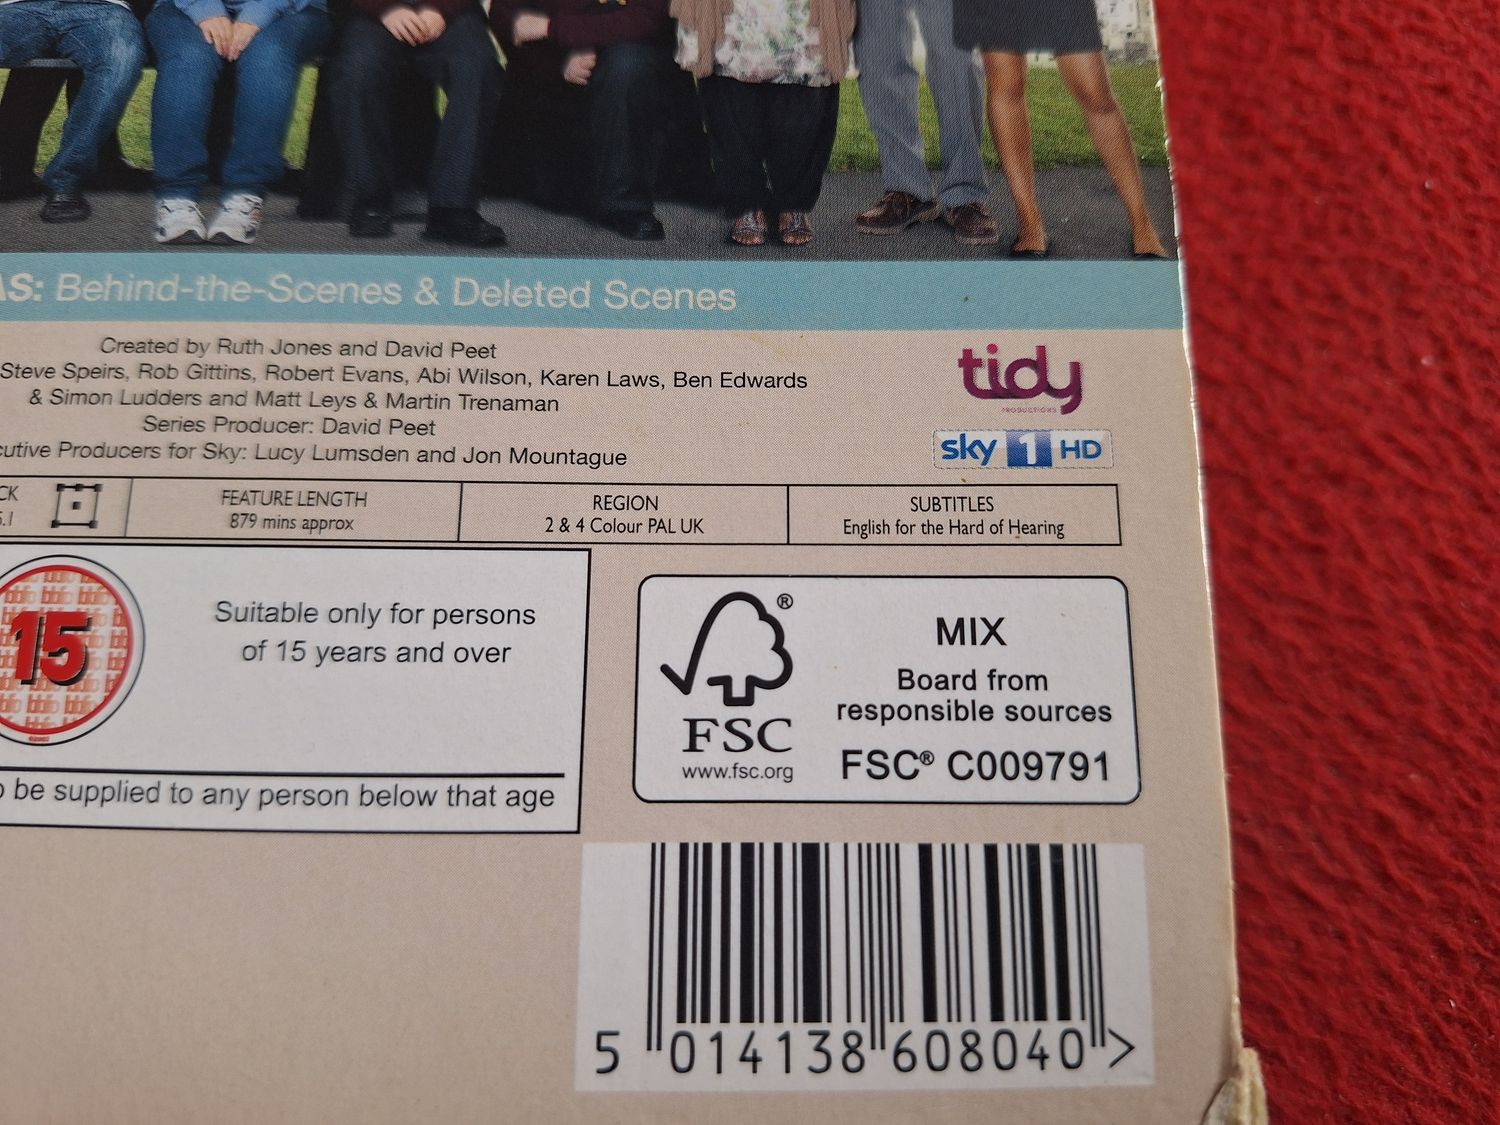 AS: Behind-the-Scenes & Deleted Scenes
Created by Ruth Jones and David Peet
Steve Speirs, Rob Gittins, Robert Evans, Abi Wilson, Karen Laws, Ben Edwards
& Simon Ludders and Matt Leys & Martin Trenaman
Series Producer: David Peet
cutive Producers for Sky: Lucy Lumsden and Jon Mountague
tidy
PRODUCTIONS
sky 1 HD
CK
5.1
FEATURE LENGTH
879 mins approx
REGION
2 & 4 Colour PAL UK
SUBTITLES
English for the Hard of Hearing
15
Suitable only for persons
of 15 years and over
o be supplied to any person below that age
FSC
®
www.fsc.org
MIX
Board from
responsible sources
FSC® C009791
5 014138 608040 >